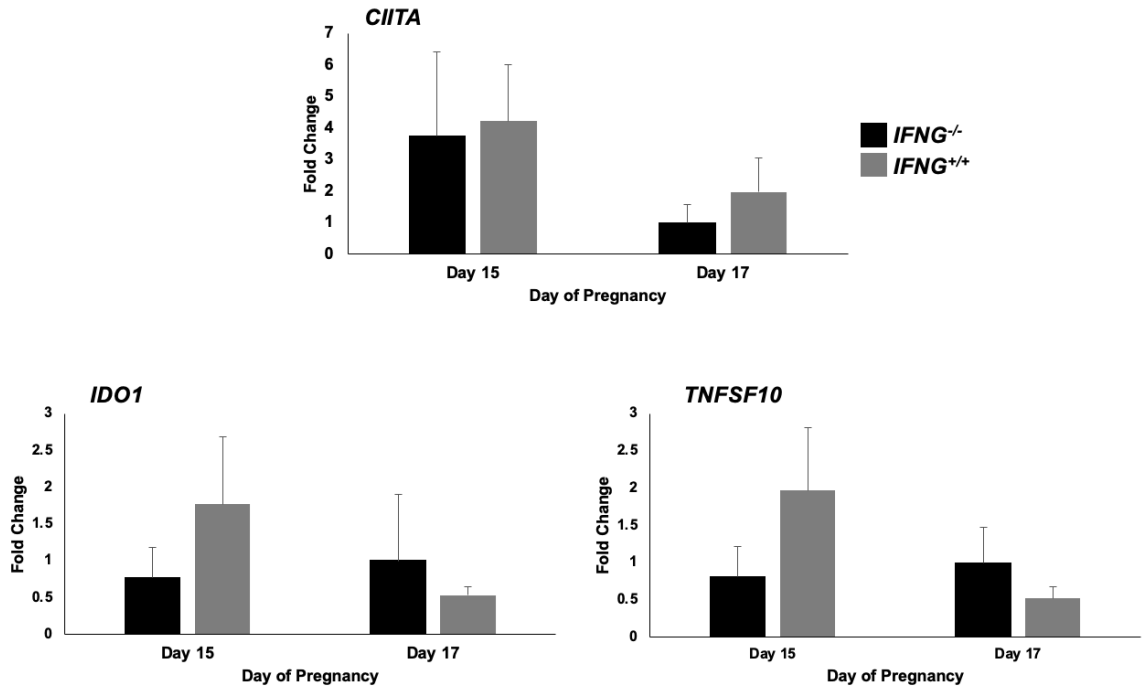 CIITA
7
6
5
4
3
2
1
0
Fold Change
Day 15 Day 17
Day of Pregnancy
IFNG-/-
IFNG+/+
IDO1
3
2.5
2
1.5
1
0.5
0
Fold Change
Day 15 Day 17
Day of Pregnancy
TNFSF10
3
2.5
2
1.5
1
0.5
0
Fold Change
Day 15 Day 17
Day of Pregnancy